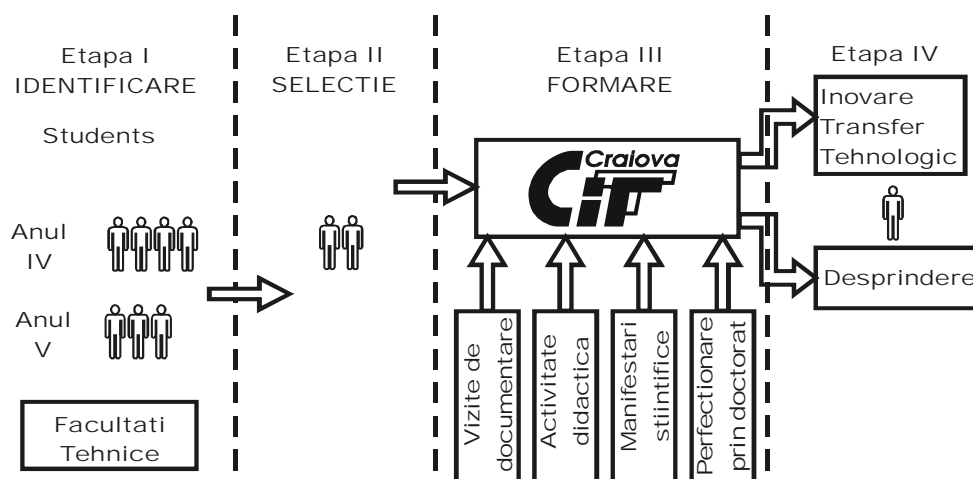 Etapa I
IDENTIFICARE
Students
Anul
IV
Anul
V
Facultati
Tehnice
Etapa II
SELECTIE
Etapa III
FORMARE
Craiova
CIT
Vizite de
documentare
Activitate
didactica
Manifestari
stiintifice
Perfectionare
prin doctorat
Etapa IV
Inovare
Transfer
Tehnologic
Desprindere